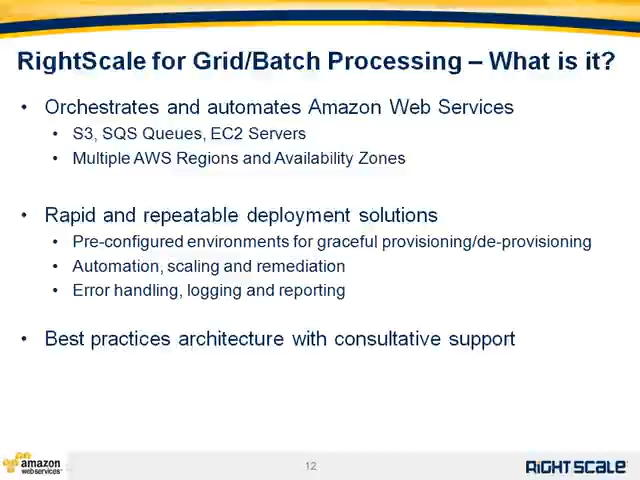 RightScale for Grid/Batch Processing – What is it?
• Orchestrates and automates Amazon Web Services
• S3, SQS Queues, EC2 Servers
• Multiple AWS Regions and Availability Zones
• Rapid and repeatable deployment solutions
• Pre-configured environments for graceful provisioning/de-provisioning
• Automation, scaling and remediation
• Error handling, logging and reporting
• Best practices architecture with consultative support
amazon
web services
12
RIGHTSCALE